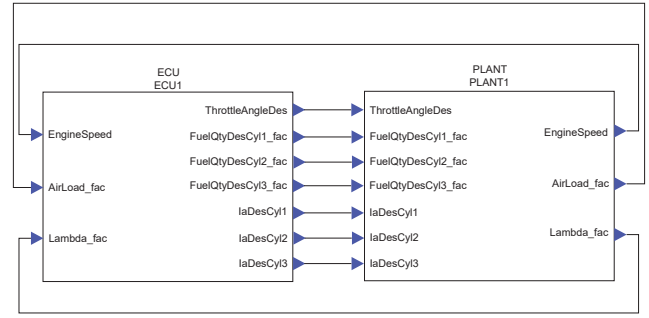 ECU
ECU1
PLANT
PLANT1
EngineSpeed
AirLoad_fac
Lambda_fac
ThrottleAngleDes
FuelQtyDesCyl1_fac
FuelQtyDesCyl2_fac
FuelQtyDesCyl3_fac
IaDesCyl1
IaDesCyl2
IaDesCyl3
ThrottleAngleDes
FuelQtyDesCyl1_fac
FuelQtyDesCyl2_fac
FuelQtyDesCyl3_fac
IaDesCyl1
IaDesCyl2
IaDesCyl3
EngineSpeed
AirLoad_fac
Lambda_fac